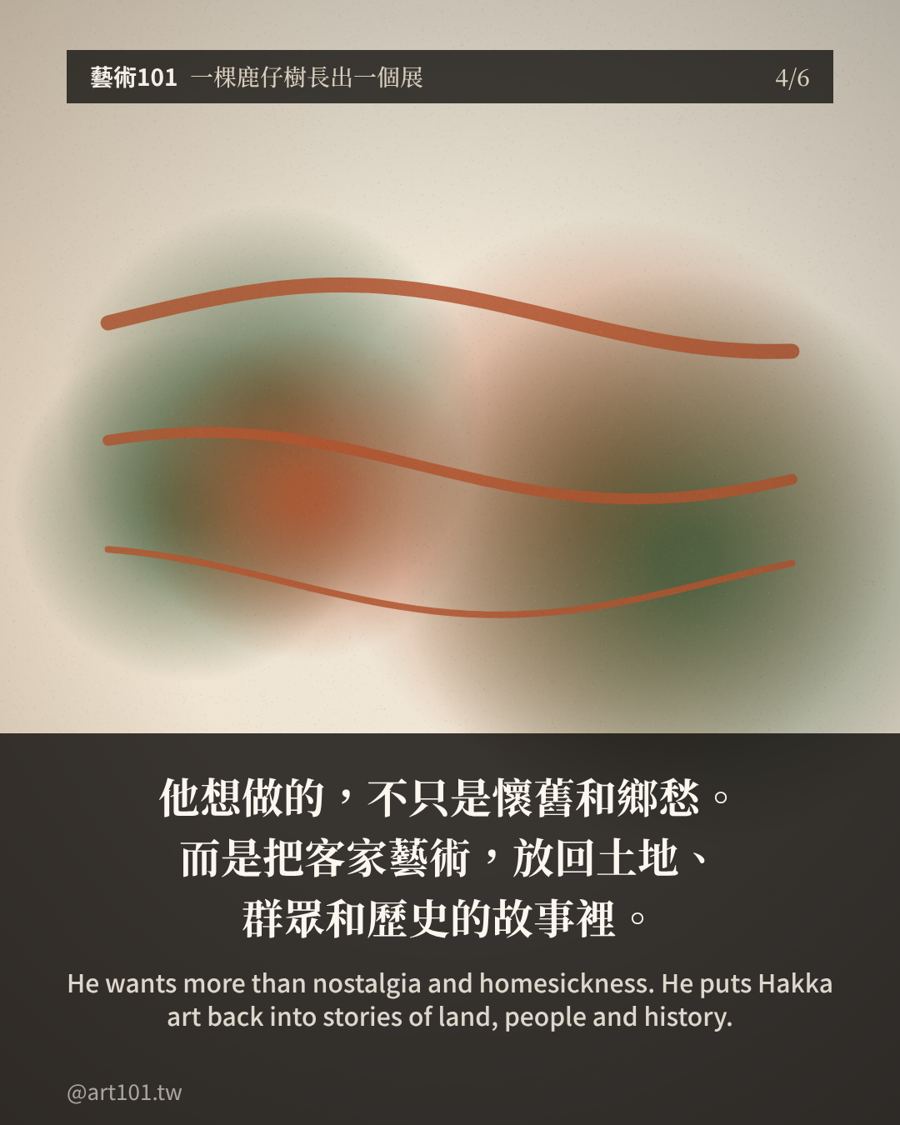 藝術101 一棵鹿仔樹長出一個展 4/6
他想做的，不只是懷舊和鄉愁。
而是把客家藝術，放回土地、
群眾和歷史的故事裡。
He wants more than nostalgia and homesickness. He puts Hakka
art back into stories of land, people and history.
@art101.tw